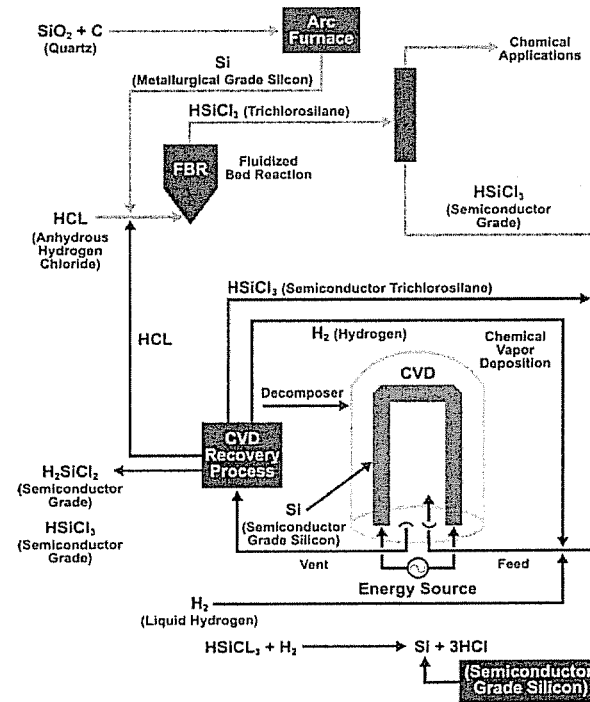 SiO₂ + C
(Quartz)
Arc
Furnace
Si
(Metallurgical Grade Silcon)
Chemical
Applications
HSiCl₃ (Trichlorosilane)
FBR
Fluidized
Bed Reaction
HCL
(Anhydrous
Hydrogen
Chloride)
HSiCl₃
(Semiconductor
Grade)
HSiCl₃ (Semiconductor Trichlorosilane)
H₂ (Hydrogen)
HCL
Chemical
Vapor
Deposition
CVD
Decomposer
CVD
Recovery
Process
H₂SiCl₂
(Semiconductor
Grade)
HSiCl₃
(Semiconductor
Grade)
Si
(Semiconductor
Grade Silicon)
Vent
Feed
Energy Source
H₂
(Liquid Hydrogen)
HSiCL₃ + H₂
Si + 3HCl
(Semiconductor
Grade Silicon)